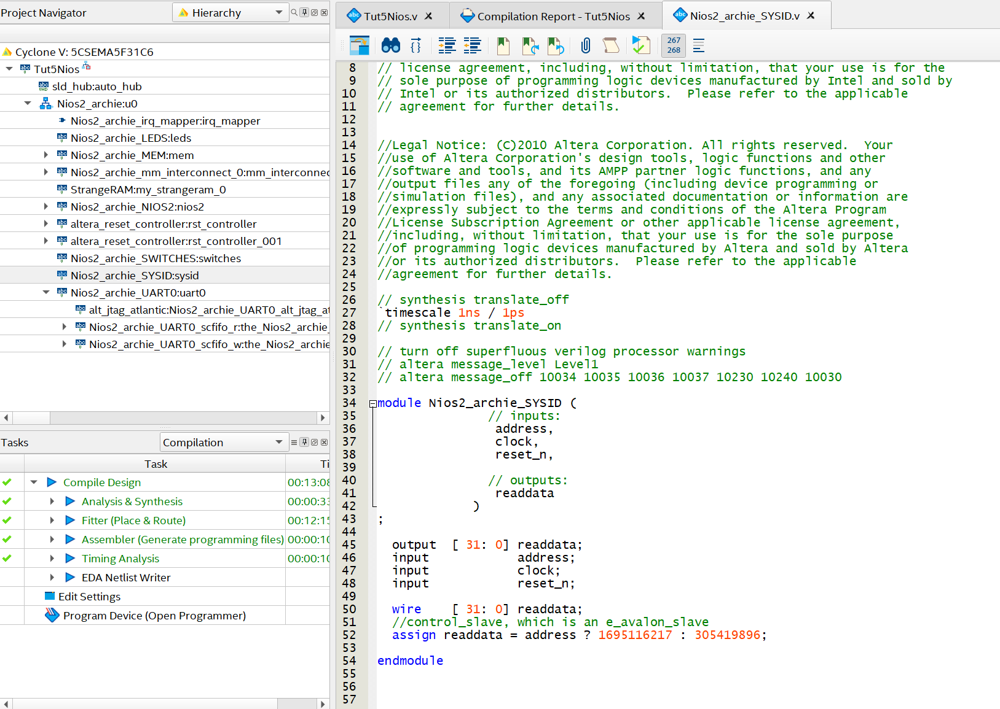 Project Navigator
Hierarchy
Cyclone V: 5CSEMA5F31C6
Tut5Nios
sld_hub:auto_hub
Nios2_archie:u0
Nios2_archie_irq_mapper:irq_mapper
Nios2_archie_LEDS:leds
Nios2_archie_MEM:mem
Nios2_archie_mm_interconnect_0:mm_interconnec
StrangeRAM:my_strangeram_0
Nios2_archie_NIOS2:nios2
altera_reset_controller:rst_controller
altera_reset_controller:rst_controller_001
Nios2_archie_SWITCHES:switches
Nios2_archie_SYSID:sysid
Nios2_archie_UART0:uart0
alt_jtag_atlantic:Nios2_archie_UART0_alt_jtag_at
Nios2_archie_UART0_scfifo_r:the_Nios2_archie_
Nios2_archie_UART0_scfifo_w:the_Nios2_archie
Tasks
Compilation
Task
Ti
Compile Design 00:13:08
Analysis & Synthesis 00:00:33
Fitter (Place & Route) 00:12:15
Assembler (Generate programming files) 00:00:10
Timing Analysis 00:00:10
EDA Netlist Writer
Edit Settings
Program Device (Open Programmer)
Tut5Nios.v
Compilation Report - Tut5Nios
Nios2_archie_SYSID.v
267
268
8 // license agreement, including, without limitation, that your use is for the
9 // sole purpose of programming logic devices manufactured by Intel and sold by
10 // Intel or its authorized distributors.  Please refer to the applicable
11 // agreement for further details.
12
13
14 //Legal Notice: (C)2010 Altera Corporation. All rights reserved.  Your
15 //use of Altera Corporation's design tools, logic functions and other
16 //software and tools, and its AMPP partner logic functions, and any
17 //output files any of the foregoing (including device programming or
18 //simulation files), and any associated documentation or information are
19 //expressly subject to the terms and conditions of the Altera Program
20 //License Subscription Agreement or other applicable license agreement,
21 //including, without limitation, that your use is for the sole purpose
22 //of programming logic devices manufactured by Altera and sold by Altera
23 //or its authorized distributors.  Please refer to the applicable
24 //agreement for further details.
25
26 // synthesis translate_off
27 `timescale 1ns / 1ps
28 // synthesis translate_on
29
30 // turn off superfluous verilog processor warnings
31 // altera message_level Level1
32 // altera message_off 10034 10035 10036 10037 10230 10240 10030
33
34 module Nios2_archie_SYSID (
35 // inputs:
36 address,
37 clock,
38 reset_n,
39
40 // outputs:
41 readdata
42 )
43 ;
44
45 output [ 31: 0] readdata;
46 input address;
47 input clock;
48 input reset_n;
49
50 wire [ 31: 0] readdata;
51 //control_slave, which is an e_avalon_slave
52 assign readdata = address ? 1695116217 : 305419896;
53
54 endmodule
55
56
57